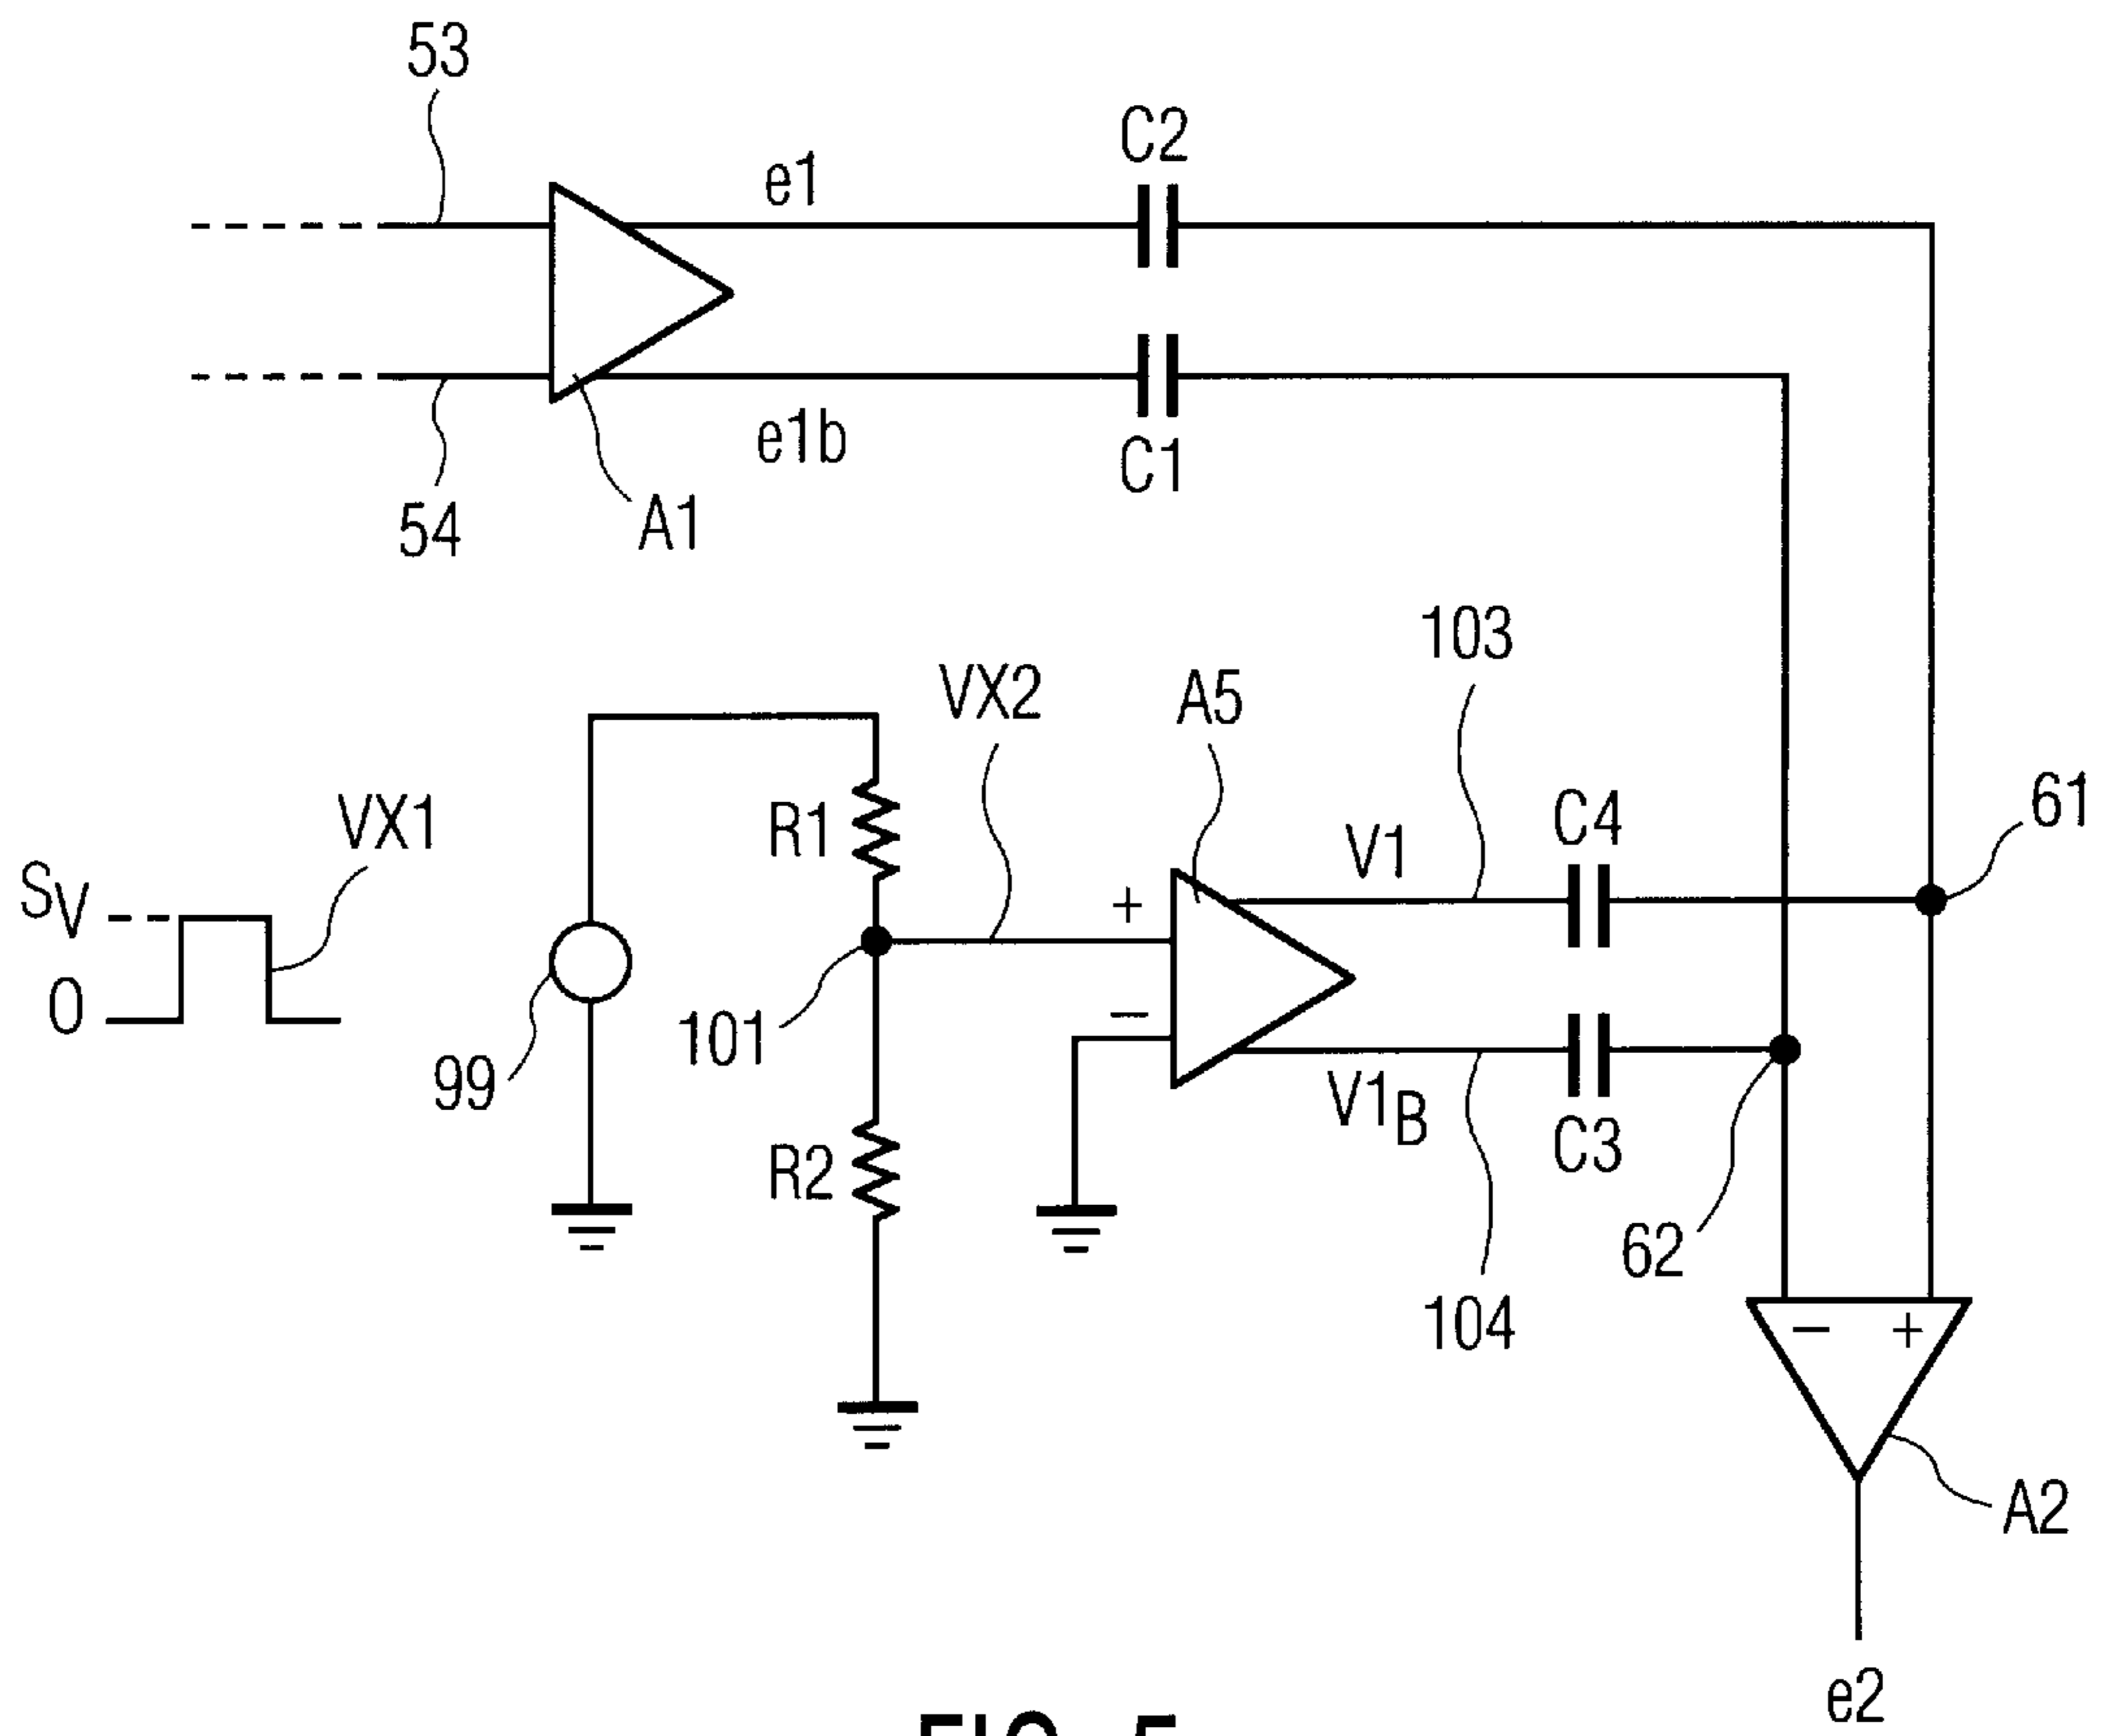 53
C2
e1
e1b
C1
54
A1
103
VX2
A5
61
VX1
R1
V1
C4
SV
+
0
101
−
99
V1B
C3
R2
62
104
− +
A2
e2